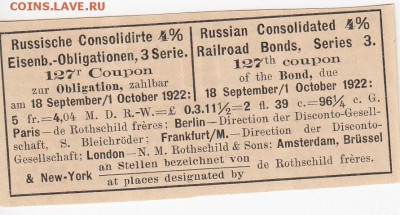 COINS.LAV.RU
Russische Consolidirte 4%
Eisenb.-Obligationen, 3 Serie.
127r Coupon
zur Obligation, zahlbar
am 18 September/1 October 1922:
Russian Consolidated 4%
Railroad Bonds, Series 3.
127th coupon
of the Bond, due
am 18 September/1 October 1922:
5 fr.=4,04 M. D. R.-W.=£ 0.3.11½=2 fl. 39 c.=96¼ c. G.
Paris—de Rothschild frères; Berlin—Direction der Disconto-Gesell-
schaft, S. Bleichröder; Frankfurt/M.—Direction der Disconto-
Gesellschaft; London—N. M. Rothschild & Sons; Amsterdam, Brüssel
& New-York an Stellen bezeichnet von de Rothschild frères.
at places designated by